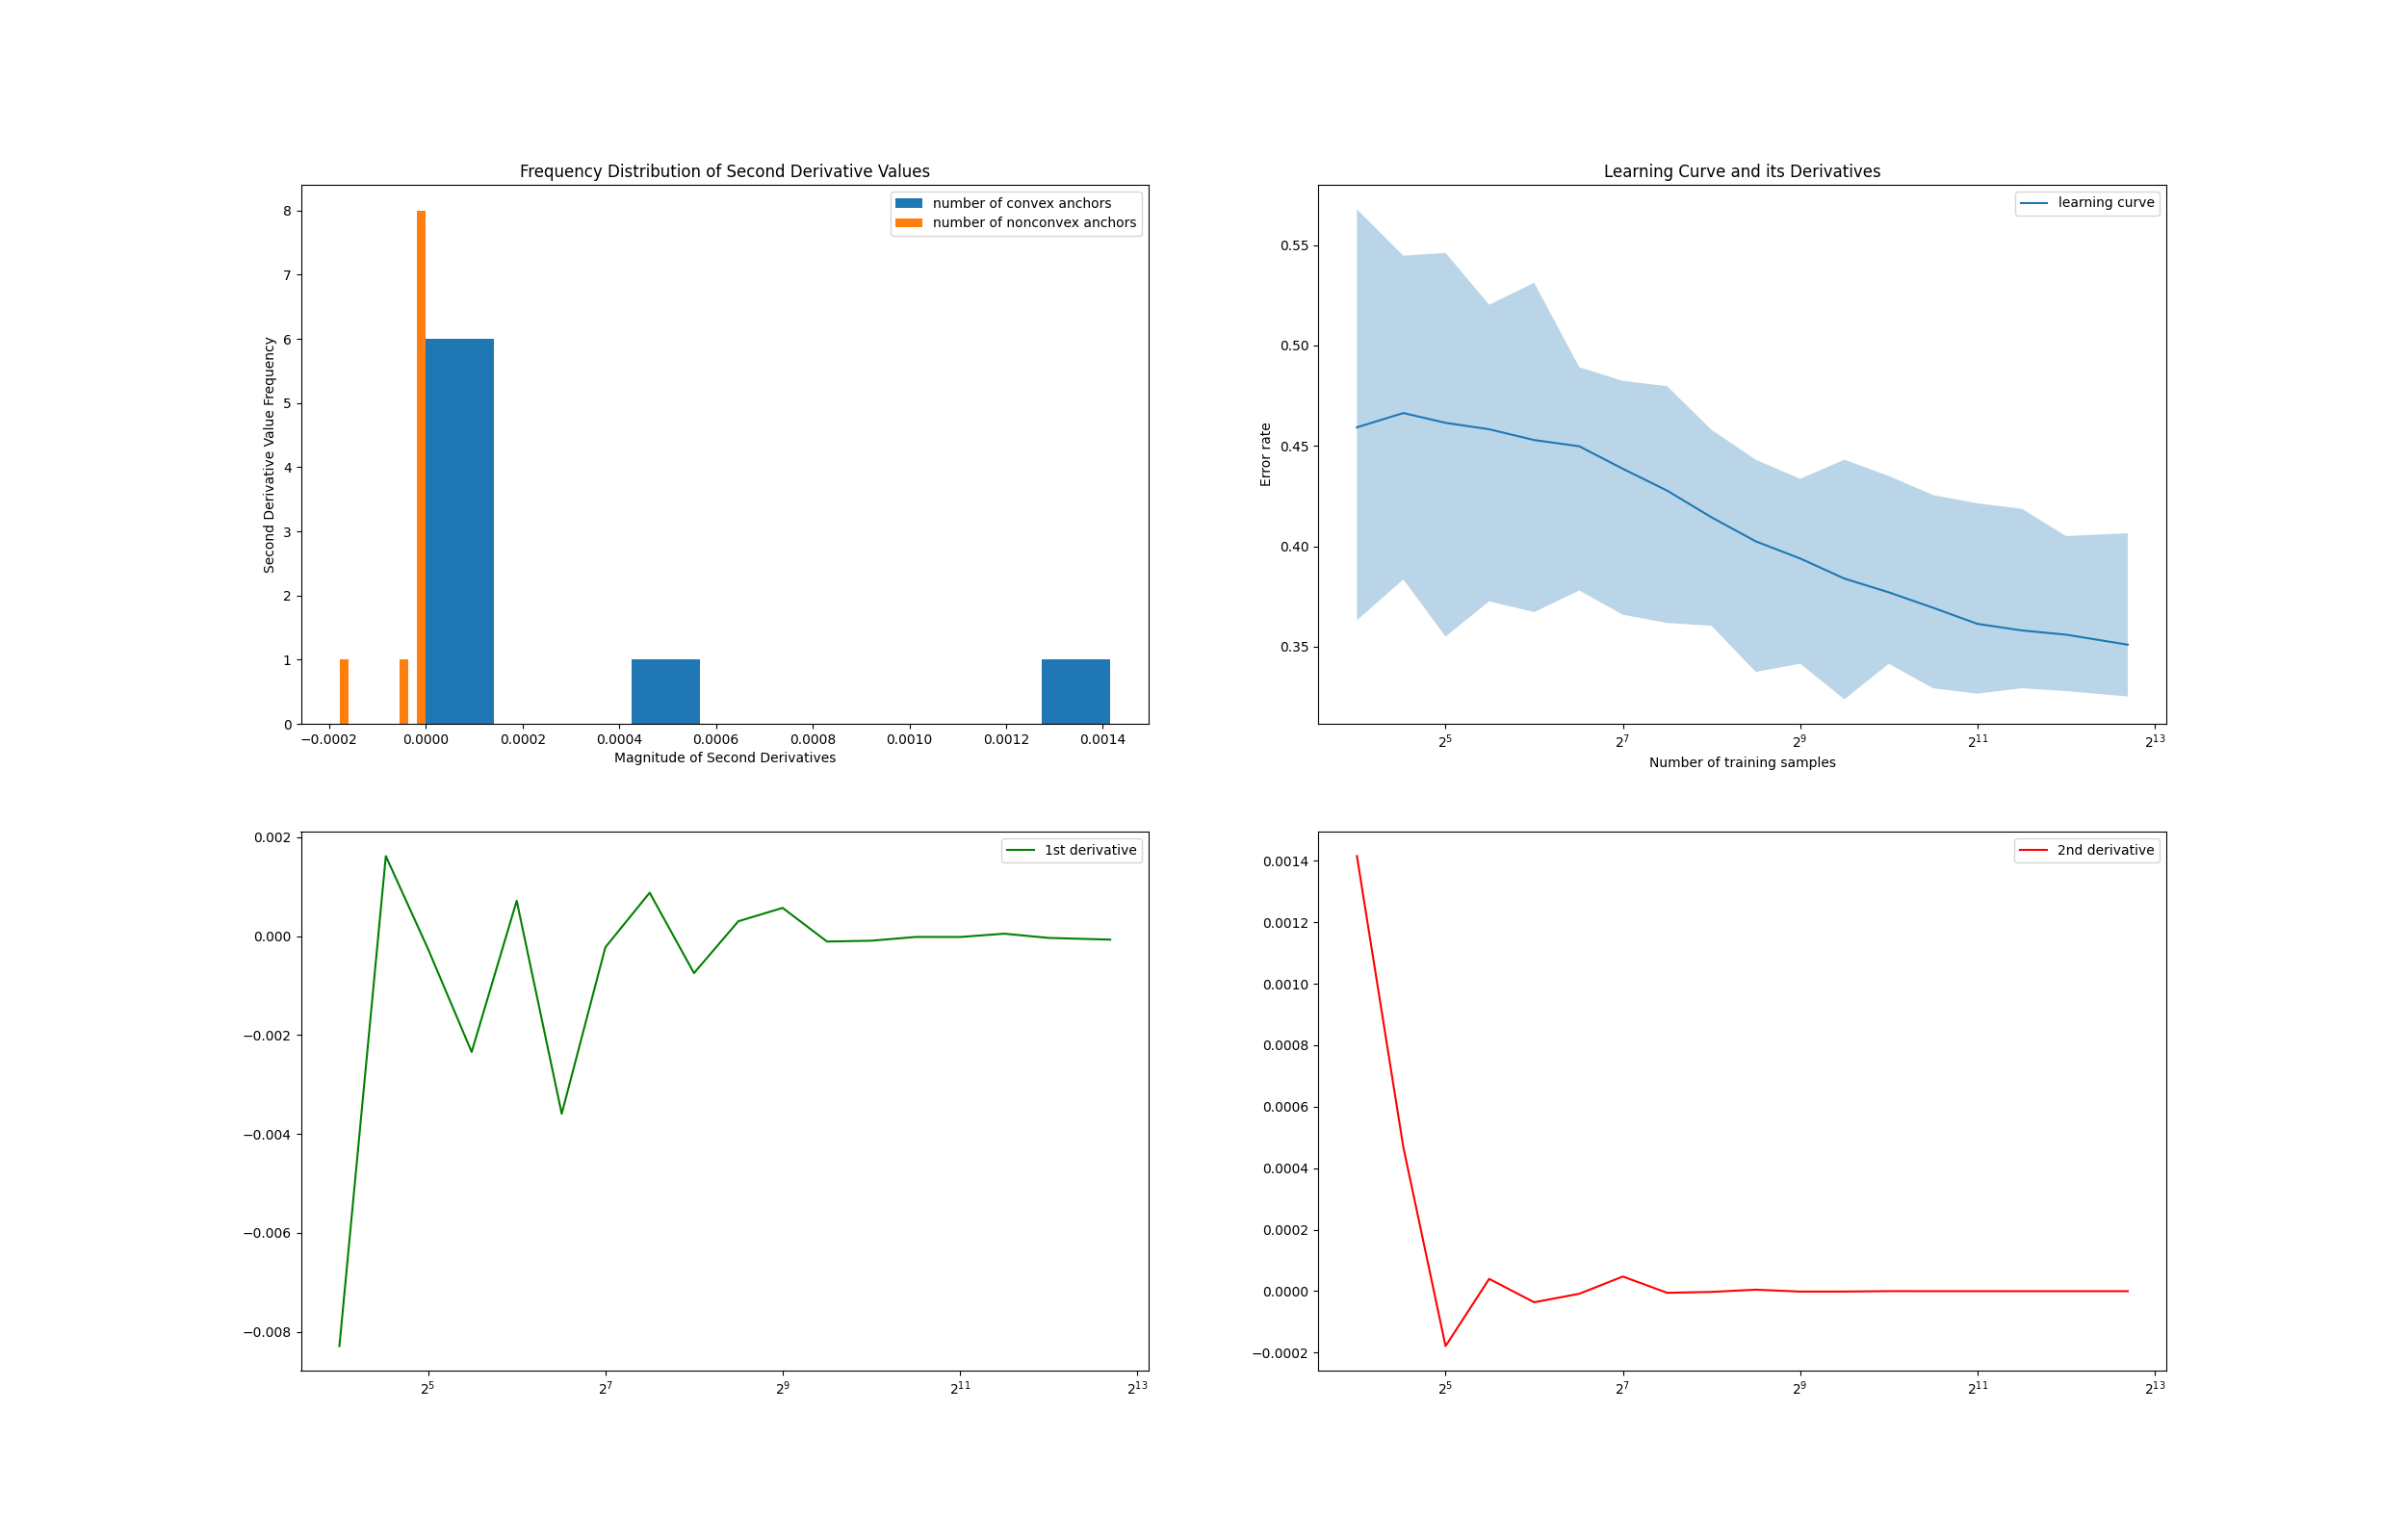 Frequency Distribution of Second Derivative Values
number of convex anchors
number of nonconvex anchors
Second Derivative Value Frequency
8
7
6
5
4
3
2
1
0
−0.0002 0.0000 0.0002 0.0004 0.0006 0.0008 0.0010 0.0012 0.0014
Magnitude of Second Derivatives
Learning Curve and its Derivatives
learning curve
Error rate
0.55
0.50
0.45
0.40
0.35
2^5 2^7 2^9 2^11 2^13
Number of training samples
1st derivative
0.002
0.000
−0.002
−0.004
−0.006
−0.008
2^5 2^7 2^9 2^11 2^13
2nd derivative
0.0014
0.0012
0.0010
0.0008
0.0006
0.0004
0.0002
0.0000
−0.0002
2^5 2^7 2^9 2^11 2^13